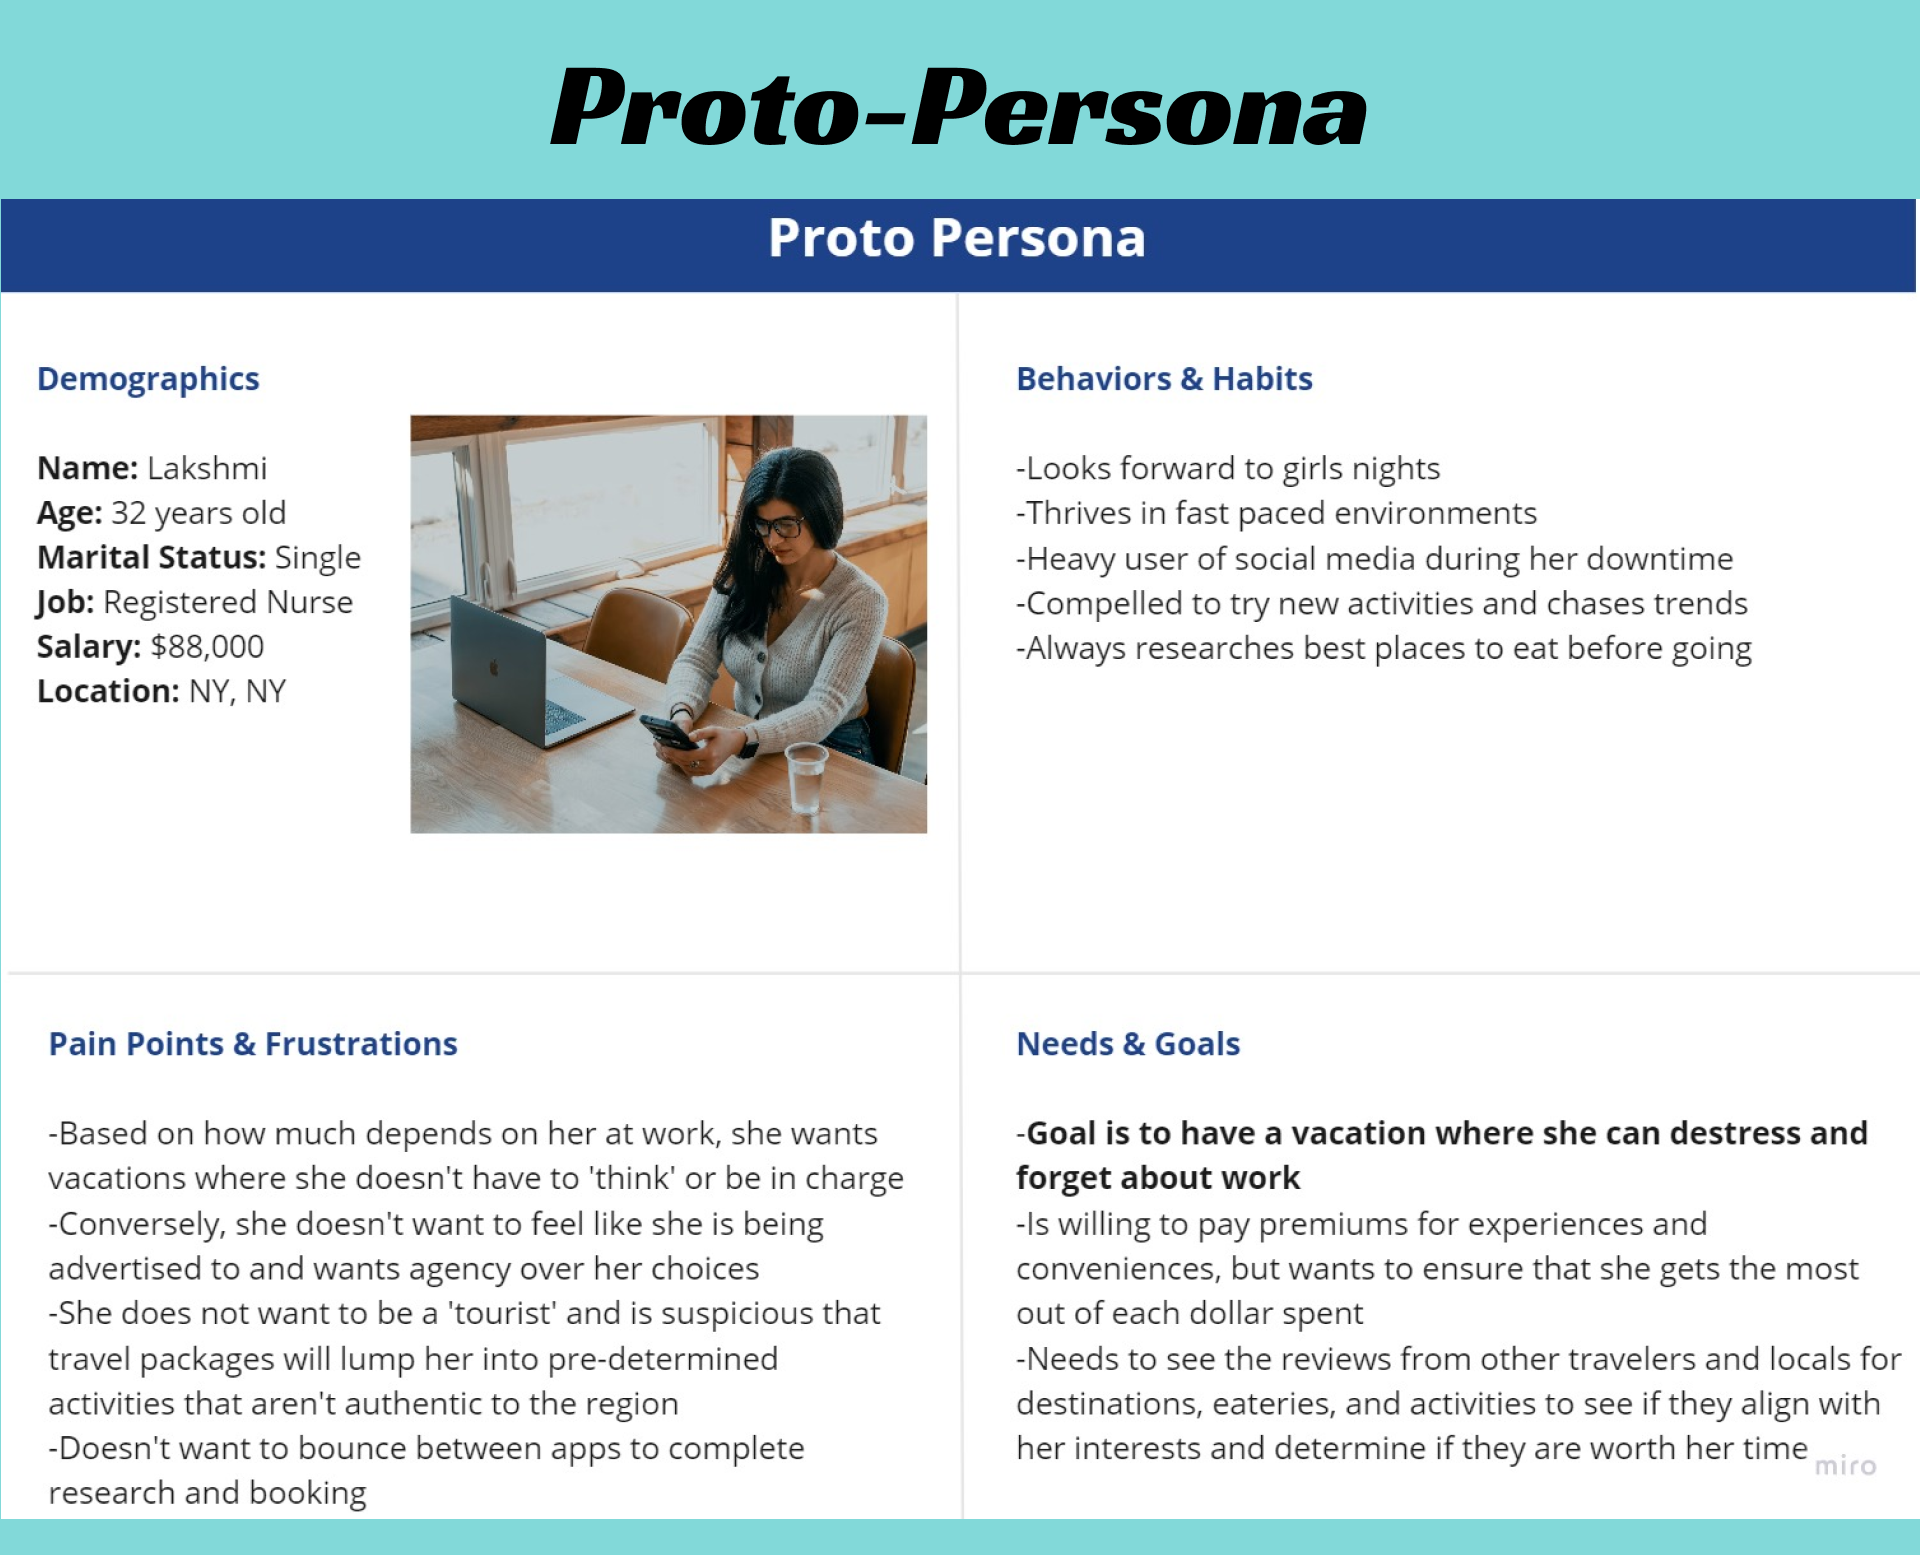 Proto-Persona
Proto Persona
Demographics
Name: Lakshmi
Age: 32 years old
Marital Status: Single
Job: Registered Nurse
Salary: $88,000
Location: NY, NY
Behaviors & Habits
-Looks forward to girls nights
-Thrives in fast paced environments
-Heavy user of social media during her downtime
-Compelled to try new activities and chases trends
-Always researches best places to eat before going
Pain Points & Frustrations
-Based on how much depends on her at work, she wants
vacations where she doesn't have to 'think' or be in charge
-Conversely, she doesn't want to feel like she is being
advertised to and wants agency over her choices
-She does not want to be a 'tourist' and is suspicious that
travel packages will lump her into pre-determined
activities that aren't authentic to the region
-Doesn't want to bounce between apps to complete
research and booking
Needs & Goals
-Goal is to have a vacation where she can destress and
forget about work
-Is willing to pay premiums for experiences and
conveniences, but wants to ensure that she gets the most
out of each dollar spent
-Needs to see the reviews from other travelers and locals for
destinations, eateries, and activities to see if they align with
her interests and determine if they are worth her time
miro